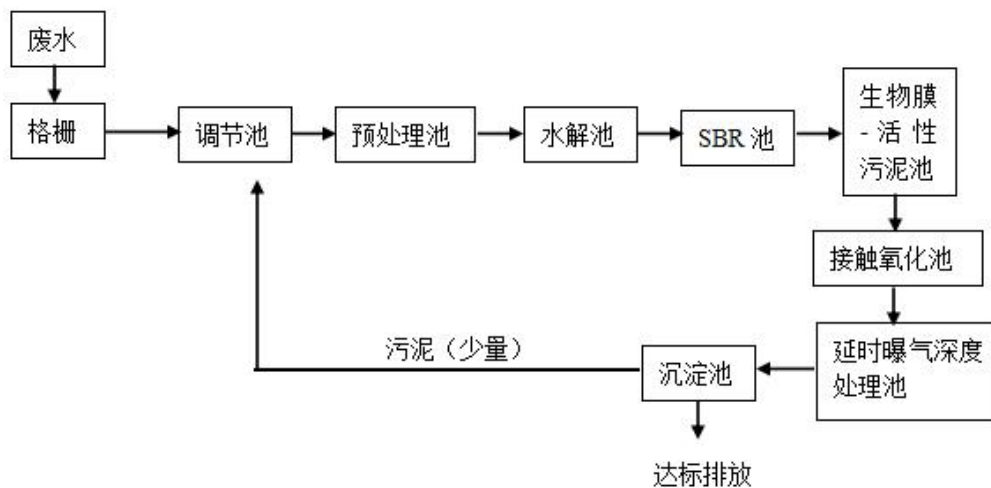 废水
格栅
调节池
预处理池
水解池
SBR 池
生物膜
-活性
污泥池
接触氧化池
延时曝气深度
处理池
沉淀池
污泥（少量）
达标排放